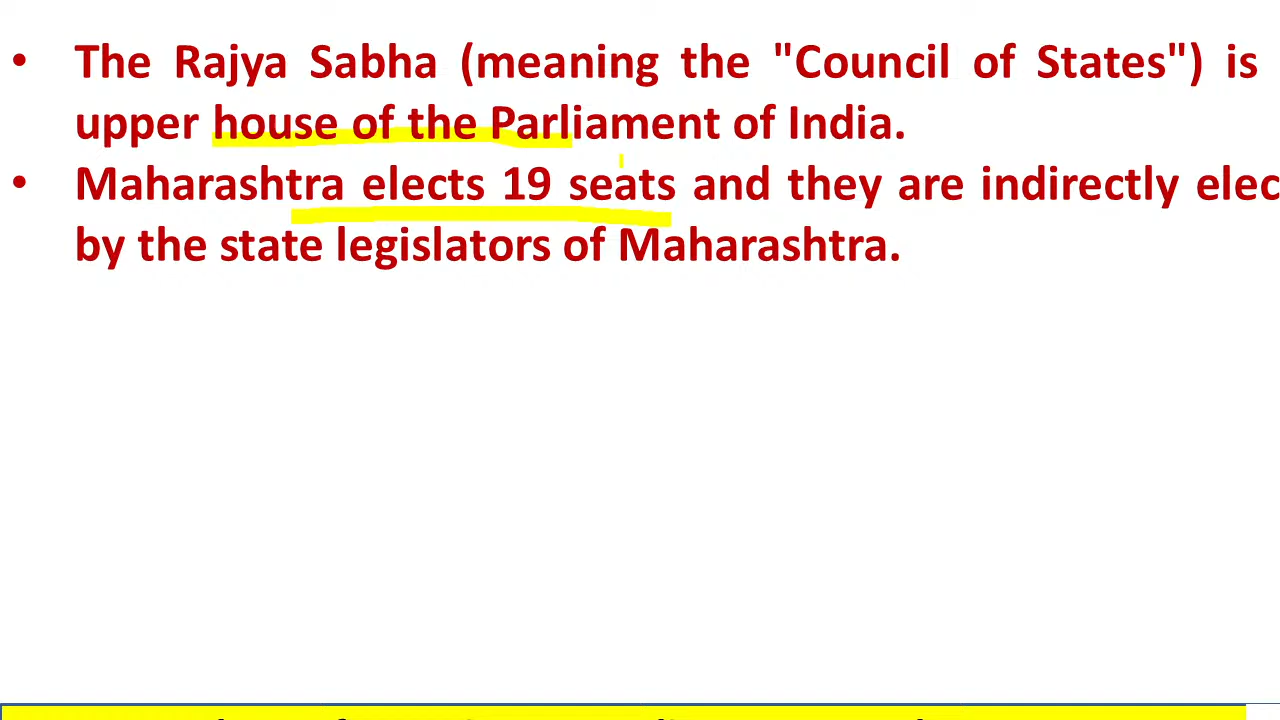 • The Rajya Sabha (meaning the "Council of States") is
upper house of the Parliament of India.
• Maharashtra elects 19 seats and they are indirectly elec
by the state legislators of Maharashtra.